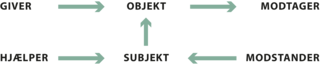 GIVER OBJEKT MODTAGER
HJÆLPER SUBJEKT MODSTANDER